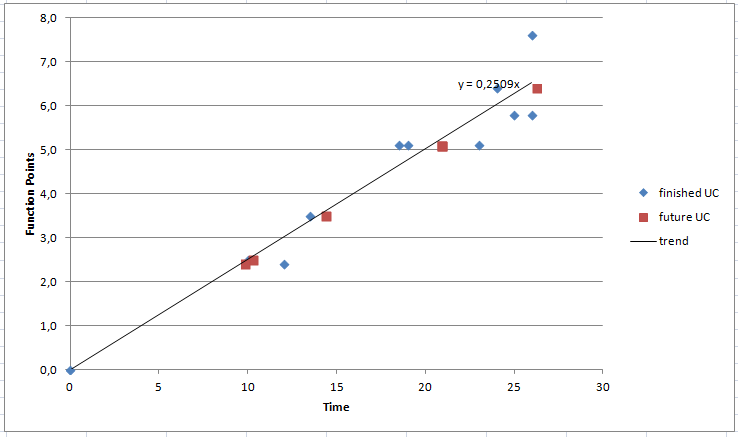 8,0
7,0
6,0
5,0
4,0
3,0
2,0
1,0
0,0
Function Points
y = 0,2509x
0 5 10 15 20 25 30
Time
finished UC
future UC
trend